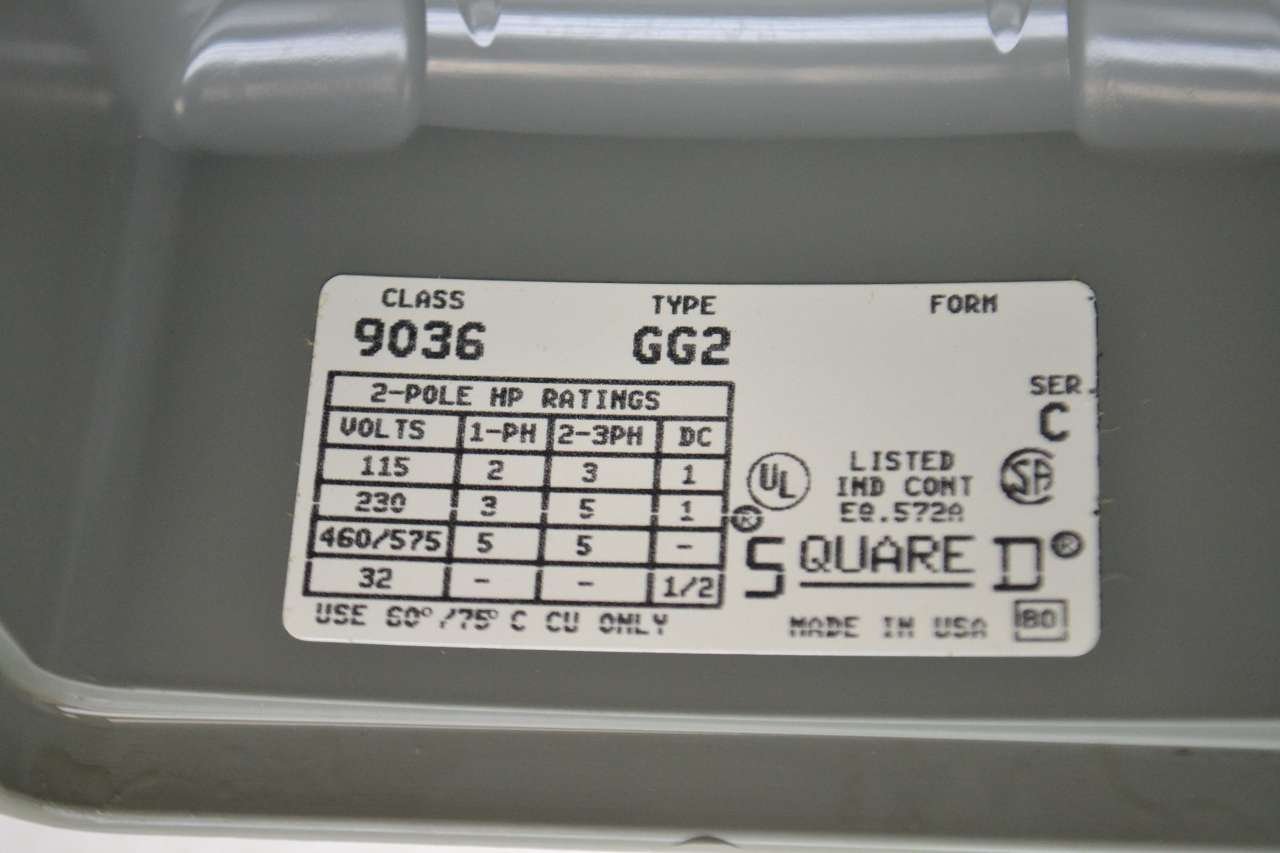 CLASS TYPE FORM
9036 GG2
SER.
C
2-POLE HP RATINGS
VOLTS 1-PH 2-3PH DC
115 2 3 1
230 3 5 1
460/575 5 5 -
32 - - 1/2
USE 60°/75° C CU ONLY
UL LISTED
IND CONT
EQ.572A
SA
®
SQUARE D®
MADE IN USA 80